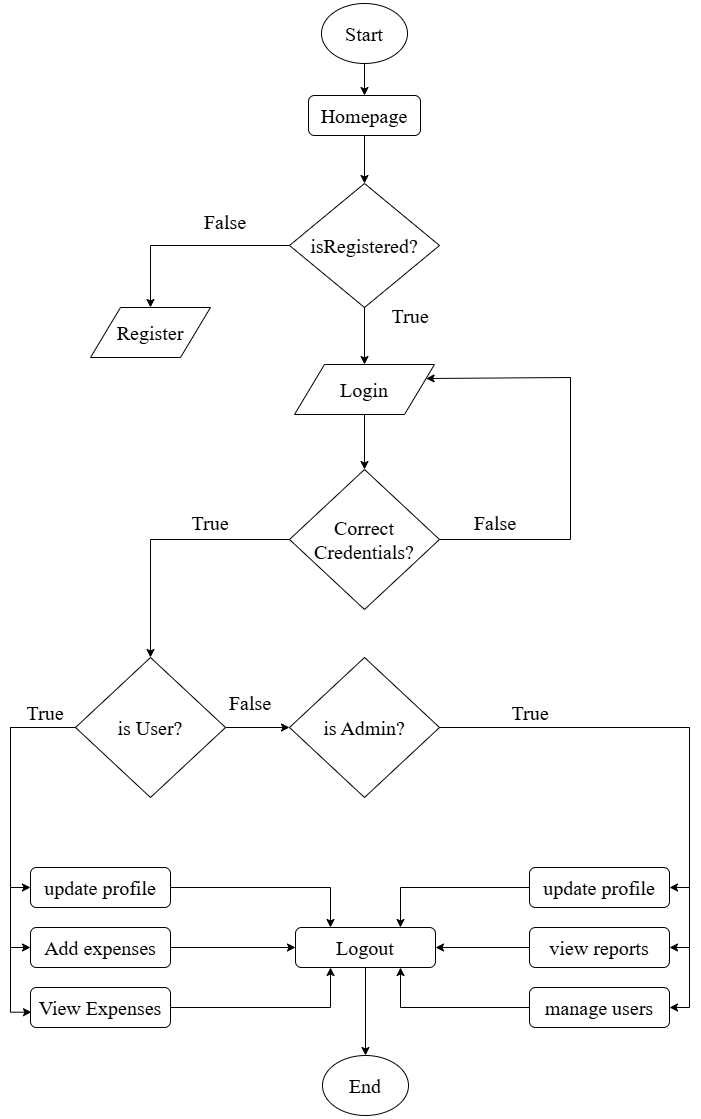 Start
Homepage
False
isRegistered?
True
Register
Login
True
Correct
Credentials?
False
True
is User?
False
is Admin?
True
update profile
update profile
Add expenses
Logout
view reports
View Expenses
manage users
End